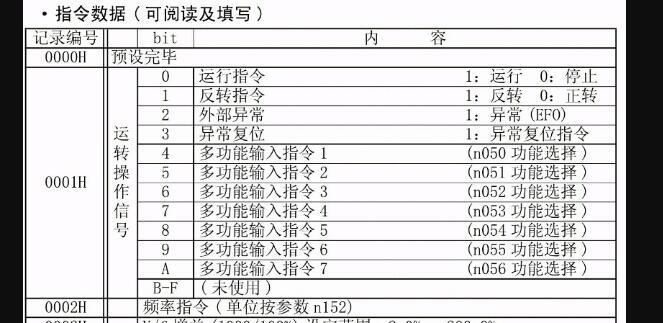 ・指令数据（可阅读及填写）
记录编号 bit 内 容
0000H 预设完毕
0001H 运转操作信号 0 运行指令 1：运行 0：停止
1 反转指令 1：反转 0：正转
2 外部异常 1：异常(EFO)
3 异常复位 1：异常复位指令
4 多功能输入指令 1 (n050 功能选择）
5 多功能输入指令 2 (n051 功能选择）
6 多功能输入指令 3 (n052 功能选择）
7 多功能输入指令 4 (n053 功能选择）
8 多功能输入指令 5 (n054 功能选择）
9 多功能输入指令 6 (n055 功能选择）
A 多功能输入指令 7 (n056 功能选择）
B-F （未使用）
0002H 频率指令（单位按参数 n152）